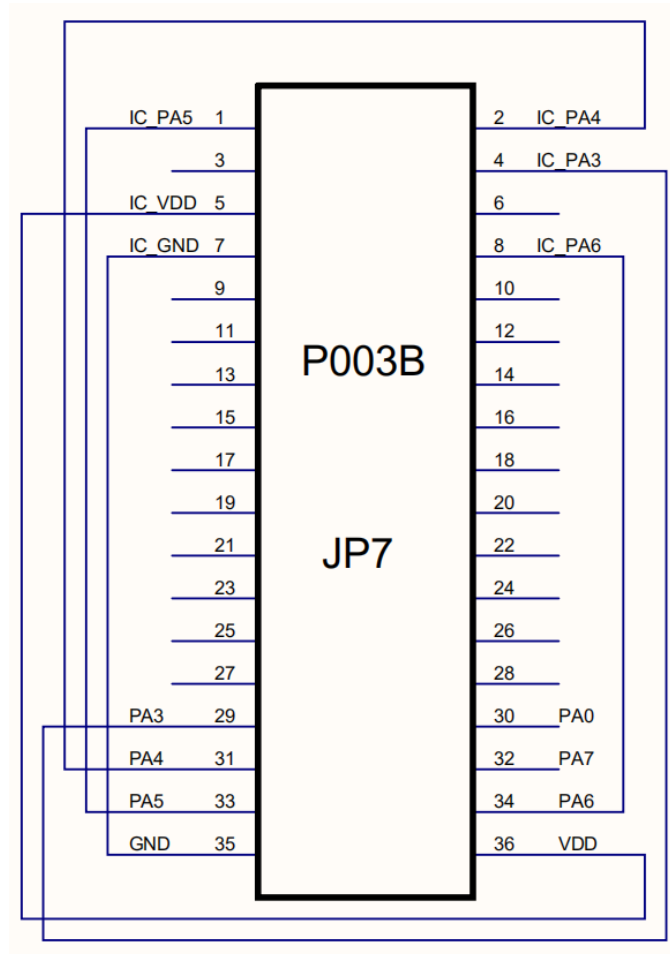 IC_PA5 1 2 IC_PA4
3 4 IC_PA3
IC_VDD 5 6
IC_GND 7 8 IC_PA6
9 10
11 12
P003B
13 14
15 16
17 18
19 20
JP7
21 22
23 24
25 26
27 28
PA3 29 30 PA0
PA4 31 32 PA7
PA5 33 34 PA6
GND 35 36 VDD